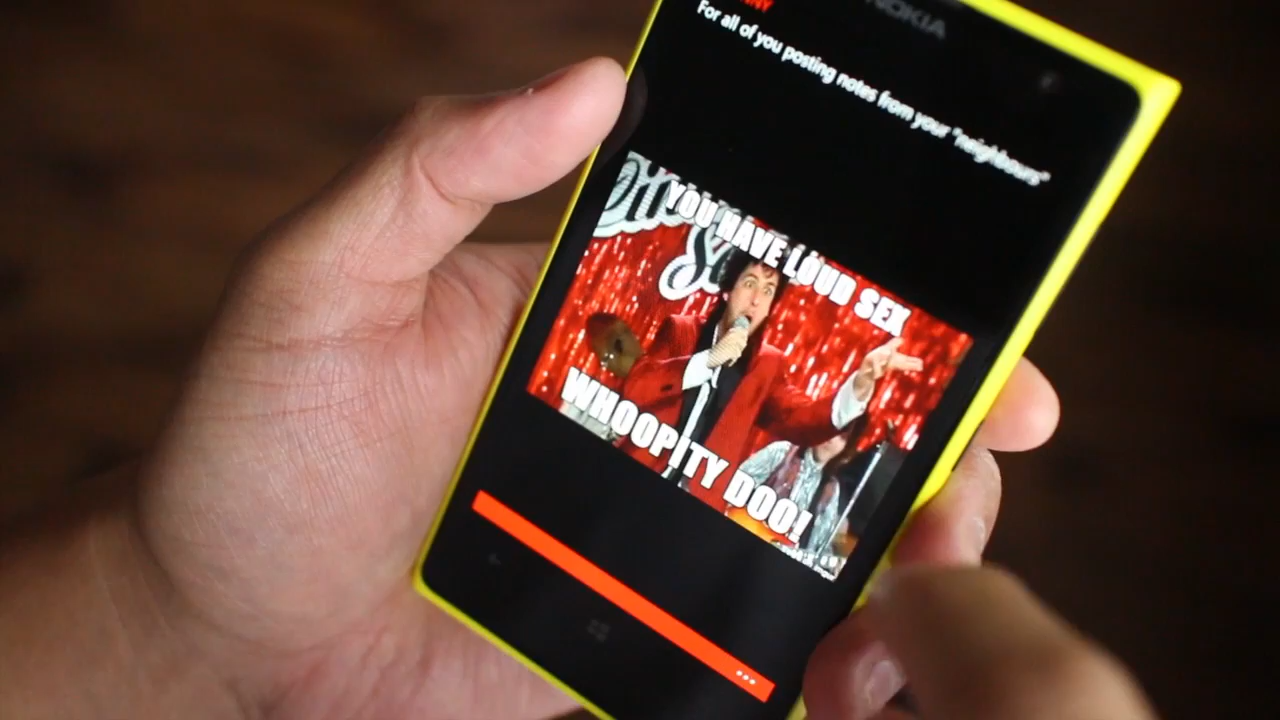 NOKIA
For all of you posting notes from your "neighbours"
YOU HAVE LOUD SEX
WHOOPITY DOO!
...